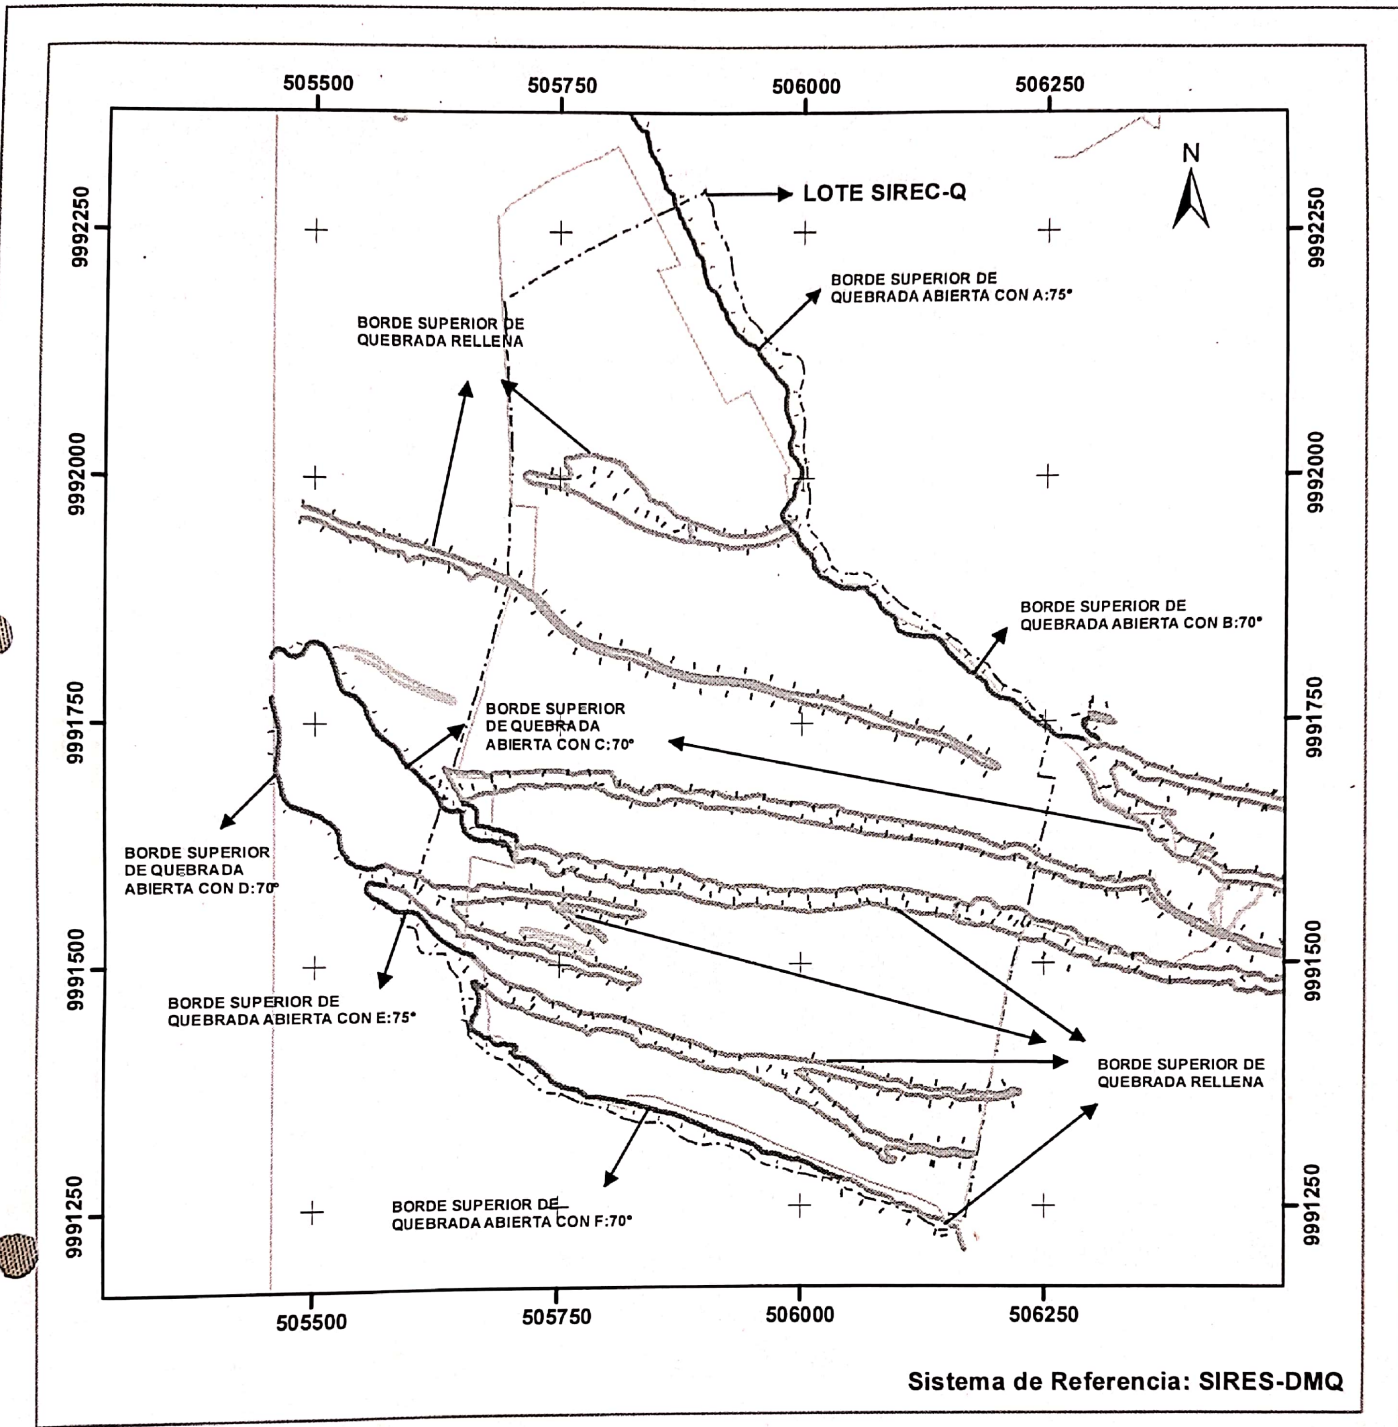 505500 505750 506000 506250
N
LOTE SIREC-Q
9992250
9992250
BORDE SUPERIOR DE
QUEBRADA ABIERTA CON A:75°
BORDE SUPERIOR DE
QUEBRADA RELLENA
9992000
9992000
BORDE SUPERIOR DE
QUEBRADA ABIERTA CON B:70°
9991750
9991750
BORDE SUPERIOR
DE QUEBRADA
ABIERTA CON C:70°
BORDE SUPERIOR
DE QUEBRADA
ABIERTA CON D:70°
9991500
9991500
BORDE SUPERIOR DE
QUEBRADA ABIERTA CON E:75°
BORDE SUPERIOR DE
QUEBRADA RELLENA
9991250
9991250
BORDE SUPERIOR DE
QUEBRADA ABIERTA CON F:70°
505500 505750 506000 506250
Sistema de Referencia: SIRES-DMQ